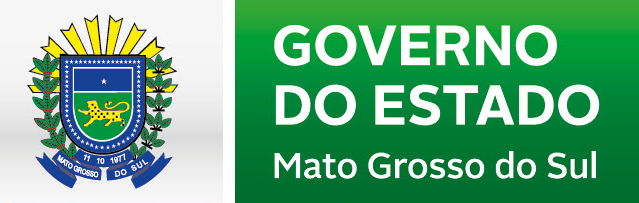 GOVERNO
DO ESTADO
Mato Grosso do Sul
11 10 1977
MATO GROSSO DO SUL